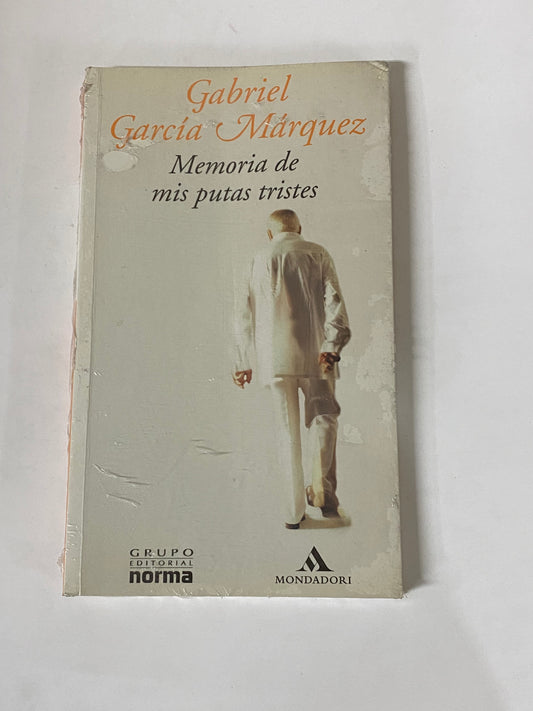 Gabriel
García Márquez
Memoria de
mis putas tristes
GRUPO
EDITORIAL
norma
MONDADORI